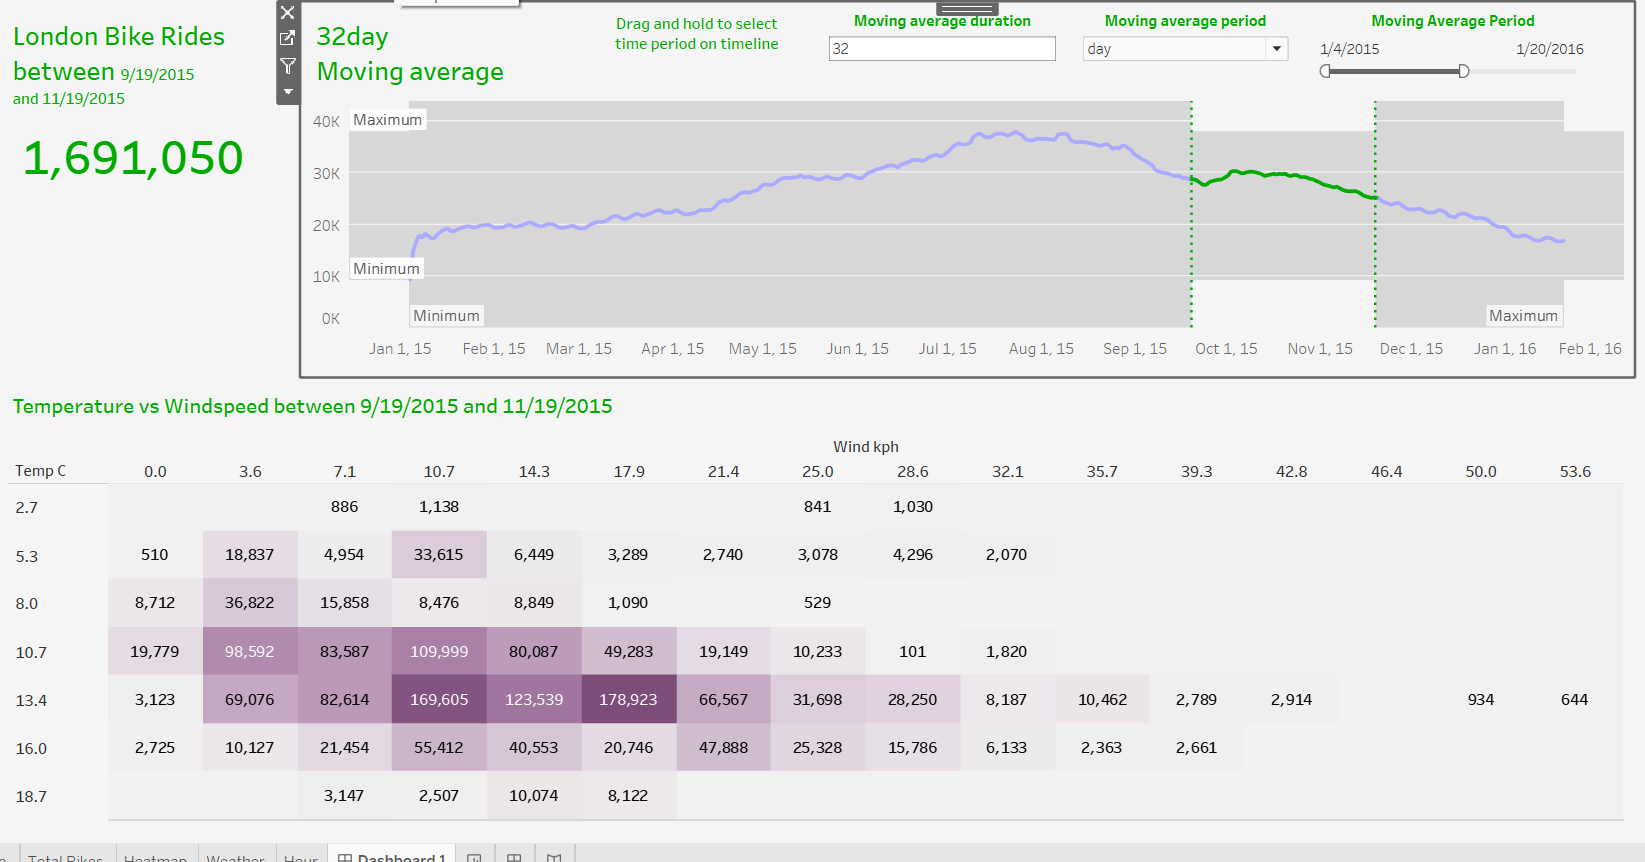 London Bike Rides
between 9/19/2015
and 11/19/2015
1,691,050
32day
Moving average
Drag and hold to select
time period on timeline
Moving average duration
32
Moving average period
day
Moving Average Period
1/4/2015 1/20/2016
40K
30K
20K
10K
0K
Maximum
Minimum
Minimum
Maximum
Jan 1, 15 Feb 1, 15 Mar 1, 15 Apr 1, 15 May 1, 15 Jun 1, 15 Jul 1, 15 Aug 1, 15 Sep 1, 15 Oct 1, 15 Nov 1, 15 Dec 1, 15 Jan 1, 16 Feb 1, 16
Temperature vs Windspeed between 9/19/2015 and 11/19/2015
Wind kph
Temp C 0.0 3.6 7.1 10.7 14.3 17.9 21.4 25.0 28.6 32.1 35.7 39.3 42.8 46.4 50.0 53.6
2.7 886 1,138 841 1,030
5.3 510 18,837 4,954 33,615 6,449 3,289 2,740 3,078 4,296 2,070
8.0 8,712 36,822 15,858 8,476 8,849 1,090 529
10.7 19,779 98,592 83,587 109,999 80,087 49,283 19,149 10,233 101 1,820
13.4 3,123 69,076 82,614 169,605 123,539 178,923 66,567 31,698 28,250 8,187 10,462 2,789 2,914 934 644
16.0 2,725 10,127 21,454 55,412 40,553 20,746 47,888 25,328 15,786 6,133 2,363 2,661
18.7 3,147 2,507 10,074 8,122
Total Bikes Heatmap Weather Hour Dashboard 1